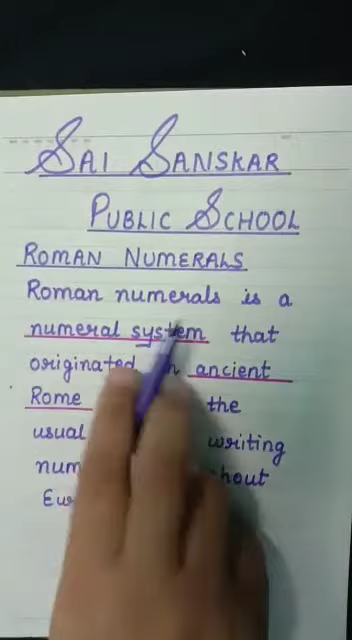 SAI SANSKAR
PUBLIC SCHOOL
ROMAN NUMERALS
Roman numerals is a
numeral system that
originated ancient
Rome the
usual writing
num
Eu